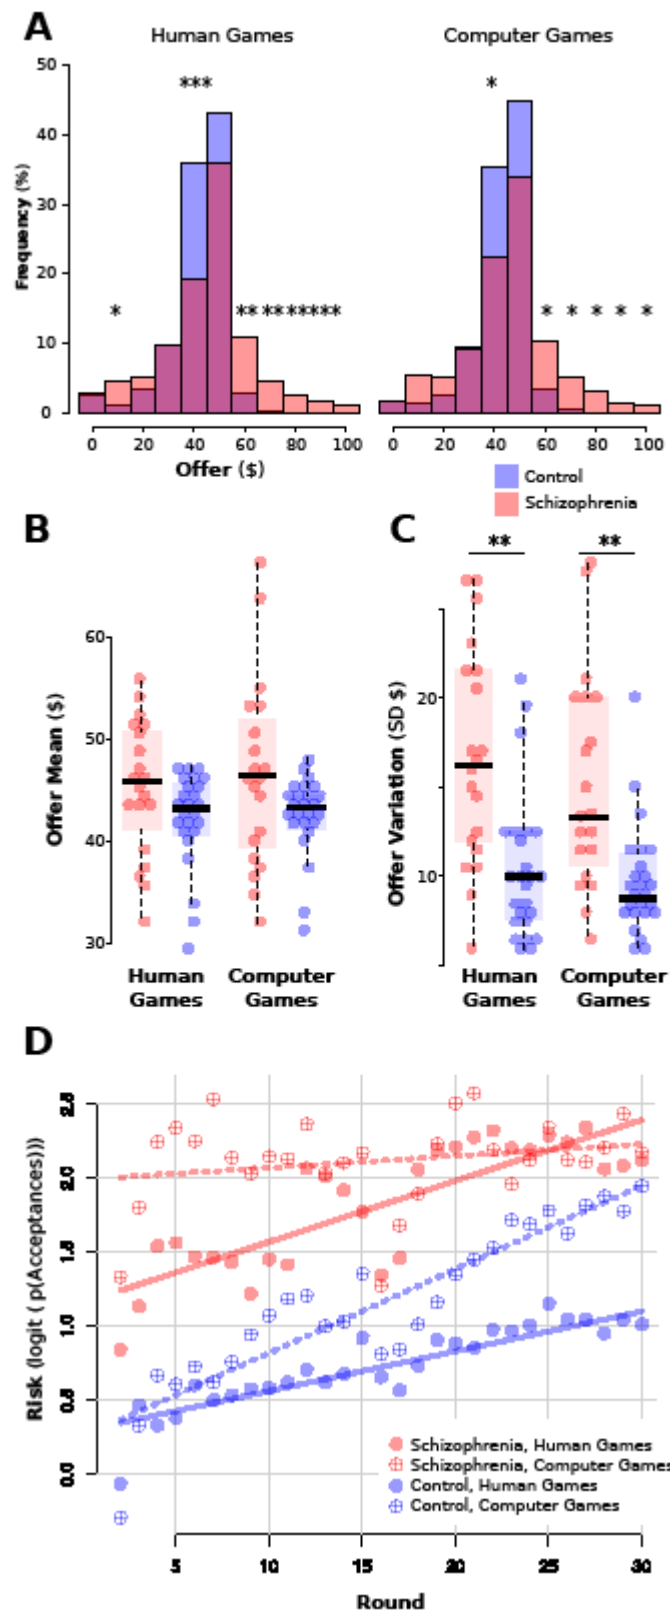 A
Human Games
Computer Games
50
***
*
40
30
Frequency (%)
20
*
** ********
* * * * *
10
0
0 20 40 60 80 100
0 20 40 60 80 100
Offer ($)
Control
Schizophrenia
B
C
**
**
60
50
40
30
Offer Mean ($)
20
10
Offer Variation (SD $)
Human
Games
Computer
Games
Human
Games
Computer
Games
D
2.5
2.0
1.5
1.0
0.5
0.0
Risk (logit ( p(Acceptances)))
Schizophrenia, Human Games
Schizophrenia, Computer Games
Control, Human Games
Control, Computer Games
5 10 15 20 25 30
Round